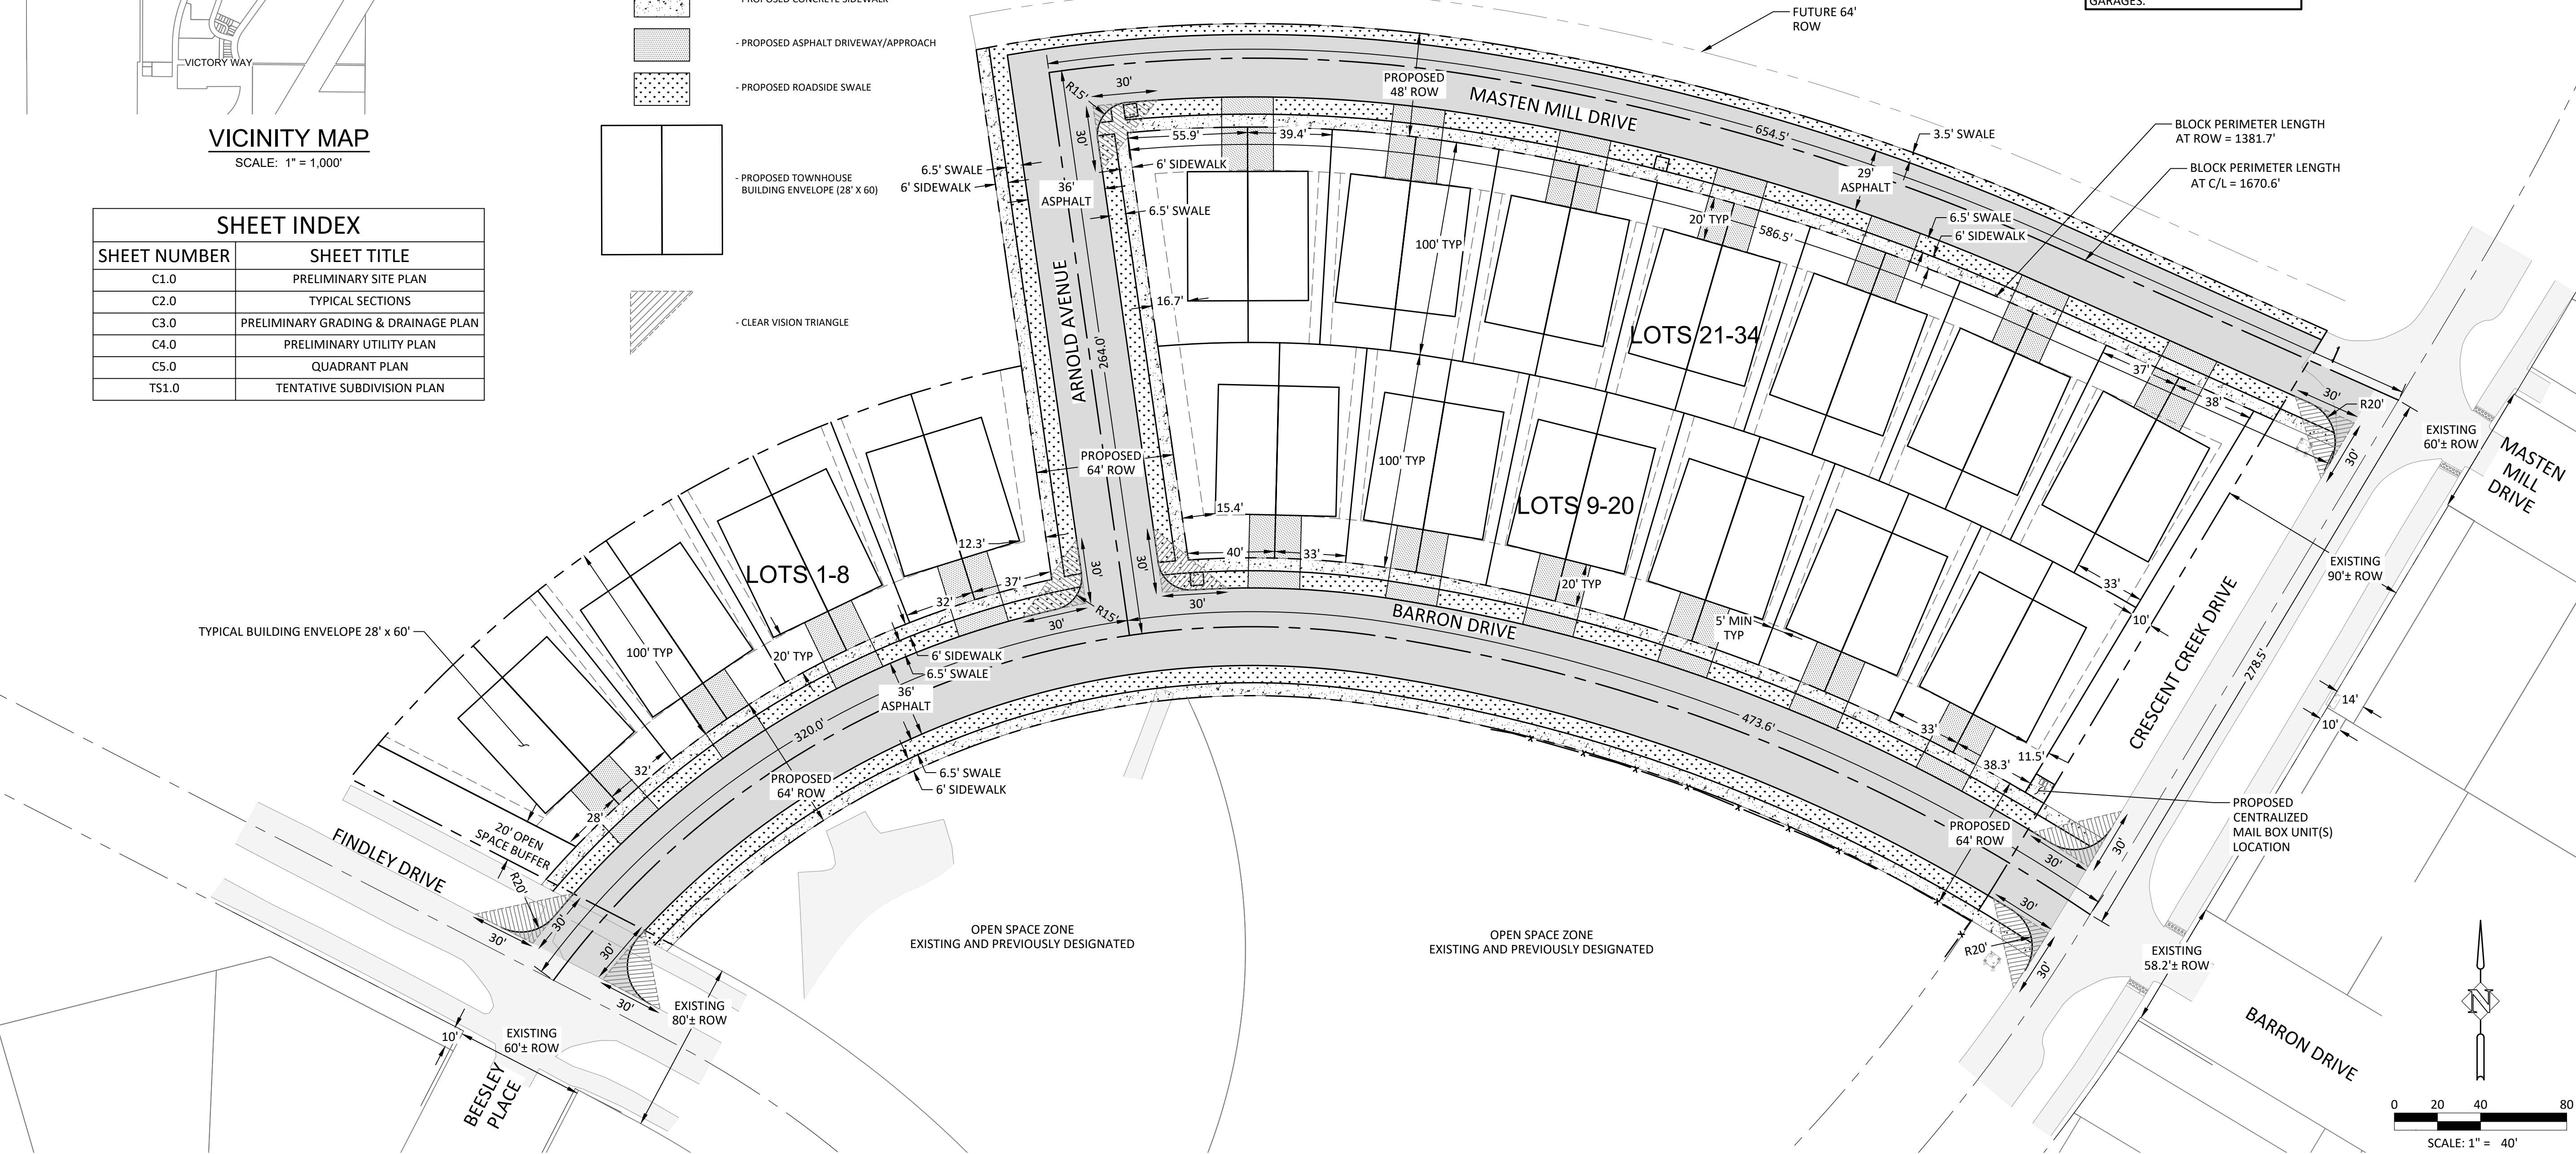 VICTORY WAY
VICINITY MAP
SCALE: 1" = 1,000'
SHEET INDEX
SHEET NUMBER SHEET TITLE
C1.0 PRELIMINARY SITE PLAN
C2.0 TYPICAL SECTIONS
C3.0 PRELIMINARY GRADING & DRAINAGE PLAN
C4.0 PRELIMINARY UTILITY PLAN
C5.0 QUADRANT PLAN
TS1.0 TENTATIVE SUBDIVISION PLAN
- PROPOSED CONCRETE SIDEWALK
- PROPOSED ASPHALT DRIVEWAY/APPROACH
- PROPOSED ROADSIDE SWALE
- PROPOSED TOWNHOUSE
BUILDING ENVELOPE (28' X 60)
- CLEAR VISION TRIANGLE
GARAGES.
FUTURE 64'
ROW
PROPOSED
48' ROW
MASTEN MILL DRIVE
654.5'
3.5' SWALE
BLOCK PERIMETER LENGTH
AT ROW = 1381.7'
BLOCK PERIMETER LENGTH
AT C/L = 1670.6'
29'
ASPHALT
6.5' SWALE
6' SIDEWALK
R15'
30'
30'
55.9'
39.4'
6' SIDEWALK
6.5' SWALE
6' SIDEWALK
36'
ASPHALT
6.5' SWALE
20' TYP
586.5'
100' TYP
16.7'
ARNOLD AVENUE
264.0'
LOTS 21-34
37'
38'
30'
R20'
30'
EXISTING
60'± ROW
MASTEN
MILL
DRIVE
PROPOSED
64' ROW
100' TYP
LOTS 9-20
15.4'
40'
33'
30'
30'
30'
30'
R15'
12.3'
37'
32'
LOTS 1-8
20' TYP
BARRON DRIVE
5' MIN
TYP
33'
10'
EXISTING
90'± ROW
CRESCENT CREEK DRIVE
278.5'
14'
10'
TYPICAL BUILDING ENVELOPE 28' x 60'
100' TYP
20' TYP
6' SIDEWALK
6.5' SWALE
36'
ASPHALT
320.0'
473.6'
33'
38.3'
11.5'
32'
28'
PROPOSED
64' ROW
6.5' SWALE
6' SIDEWALK
PROPOSED
CENTRALIZED
MAIL BOX UNIT(S)
LOCATION
PROPOSED
64' ROW
30'
30'
20' OPEN
SPACE BUFFER
FINDLEY DRIVE
R20'
30'
30'
30'
30'
OPEN SPACE ZONE
EXISTING AND PREVIOUSLY DESIGNATED
OPEN SPACE ZONE
EXISTING AND PREVIOUSLY DESIGNATED
30'
R20'
30'
EXISTING
58.2'± ROW
EXISTING
80'± ROW
10'
EXISTING
60'± ROW
BEESLEY
PLACE
BARRON DRIVE
N
0 20 40 80
SCALE: 1" = 40'